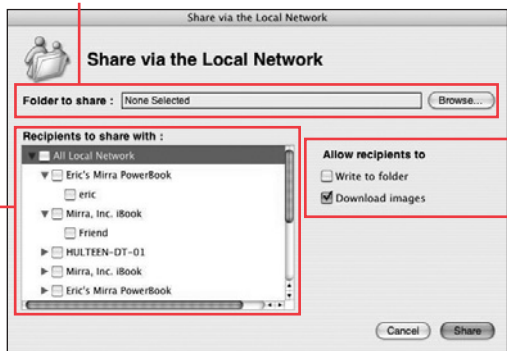 Share via the Local Network
Share via the Local Network
Folder to share : None Selected Browse...
Recipients to share with :
All Local Network
Eric's Mirra PowerBook
eric
Mirra, Inc. iBook
Friend
HULTEEN-DT-01
Mirra, Inc. iBook
Eric's Mirra PowerBook
Allow recipients to
Write to folder
Download images
Cancel Share